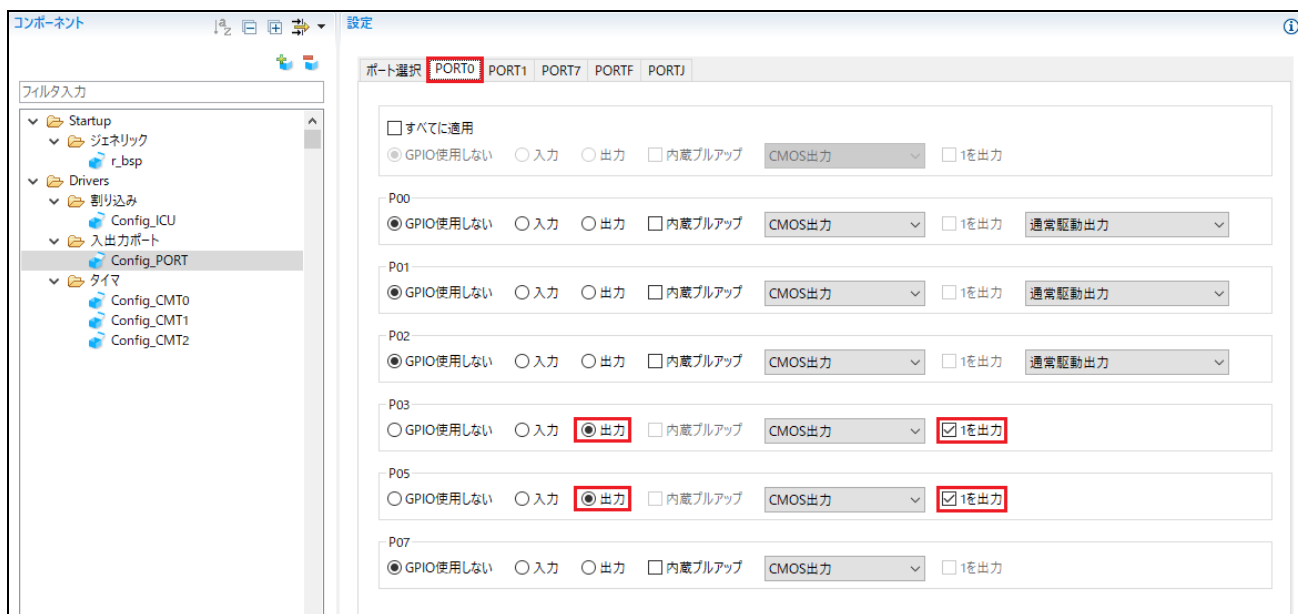 コンポーネント
設定
フィルタ入力
Startup
ジェネリック
r_bsp
Drivers
割り込み
Config_ICU
入出力ポート
Config_PORT
タイマ
Config_CMT0
Config_CMT1
Config_CMT2
ポート選択 PORT0 PORT1 PORT7 PORTF PORTJ
すべてに適用
GPIO使用しない 入力 出力 内蔵プルアップ CMOS出力 1を出力
P00
GPIO使用しない 入力 出力 内蔵プルアップ CMOS出力 1を出力 通常駆動出力
P01
GPIO使用しない 入力 出力 内蔵プルアップ CMOS出力 1を出力 通常駆動出力
P02
GPIO使用しない 入力 出力 内蔵プルアップ CMOS出力 1を出力 通常駆動出力
P03
GPIO使用しない 入力 出力 内蔵プルアップ CMOS出力 1を出力
P05
GPIO使用しない 入力 出力 内蔵プルアップ CMOS出力 1を出力
P07
GPIO使用しない 入力 出力 内蔵プルアップ CMOS出力 1を出力